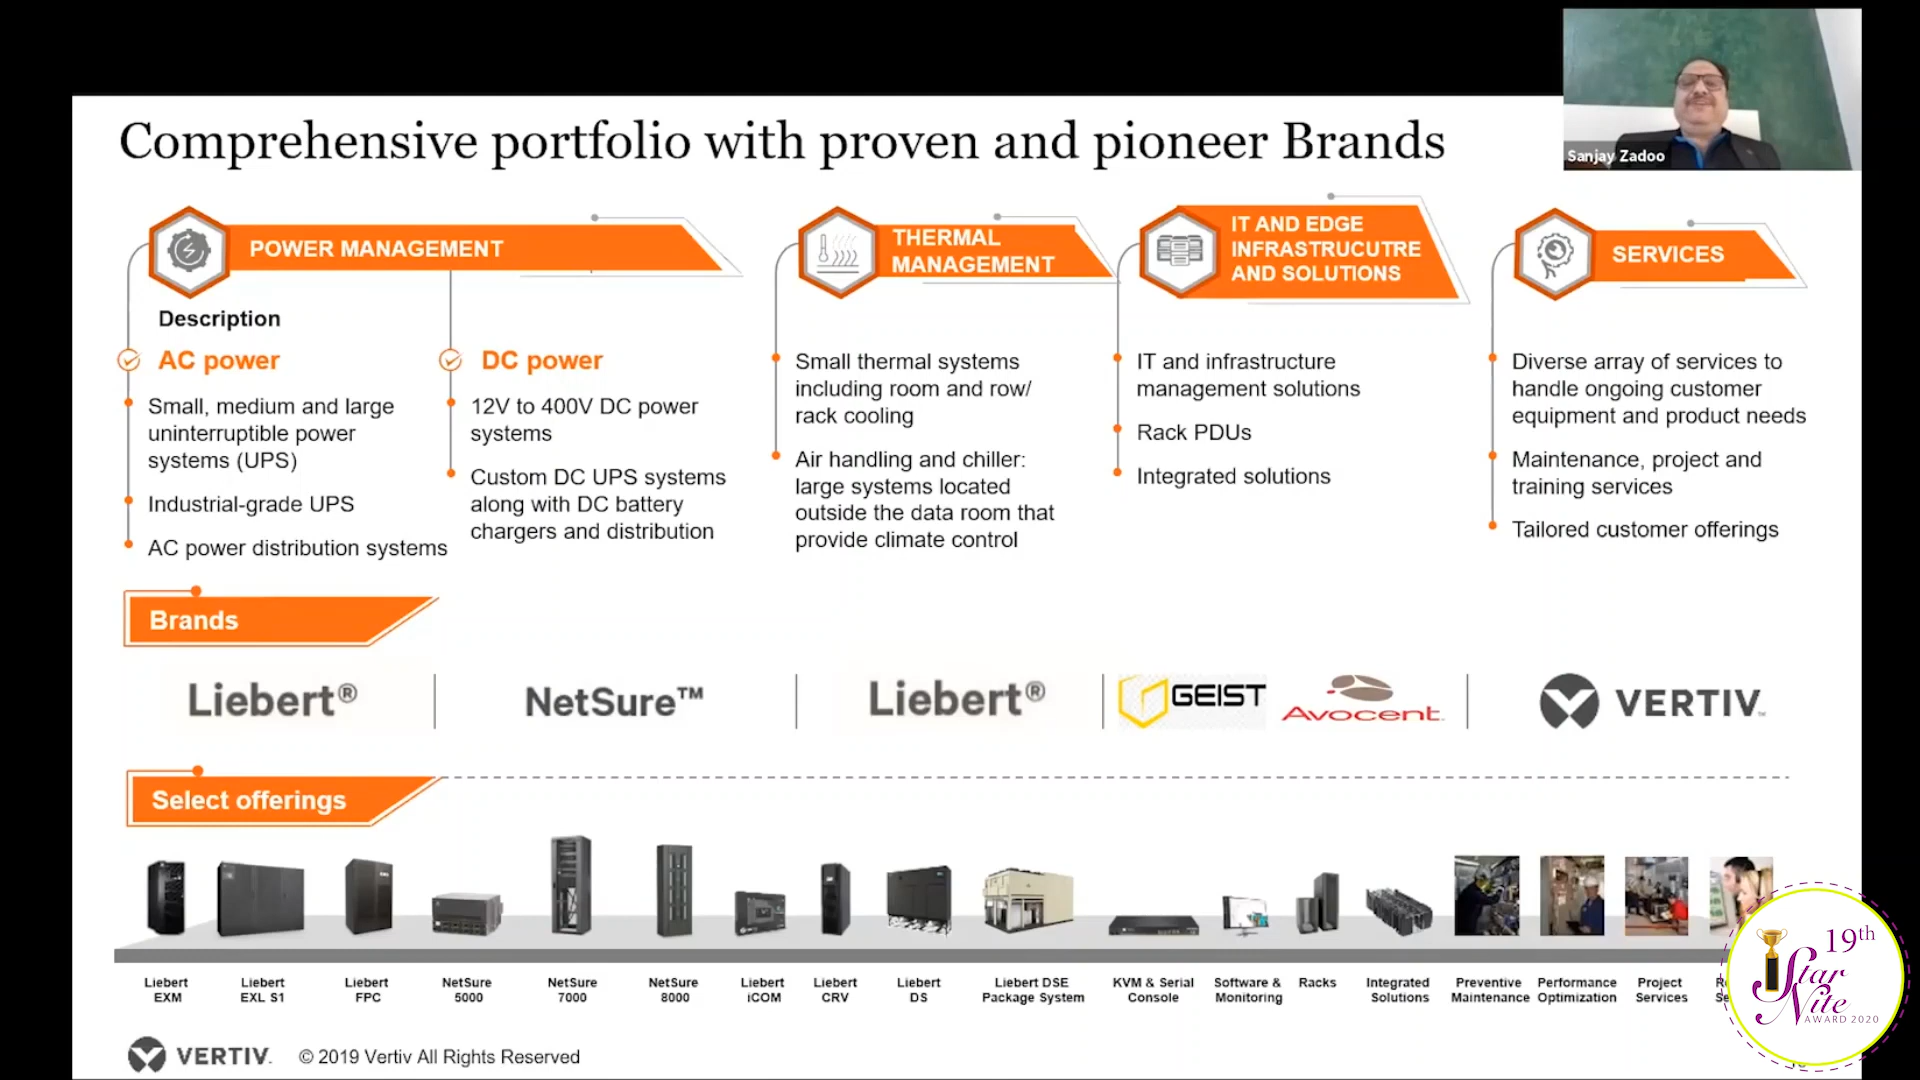 Comprehensive portfolio with proven and pioneer Brands
Sanjay Zadoo
POWER MANAGEMENT
Description
AC power
Small, medium and large
uninterruptible power
systems (UPS)
Industrial-grade UPS
AC power distribution systems
DC power
12V to 400V DC power
systems
Custom DC UPS systems
along with DC battery
chargers and distribution
THERMAL
MANAGEMENT
Small thermal systems
including room and row/
rack cooling
Air handling and chiller:
large systems located
outside the data room that
provide climate control
IT AND EDGE
INFRASTRUCUTRE
AND SOLUTIONS
IT and infrastructure
management solutions
Rack PDUs
Integrated solutions
SERVICES
Diverse array of services to
handle ongoing customer
equipment and product needs
Maintenance, project and
training services
Tailored customer offerings
Brands
Liebert®
NetSure™
Liebert®
GEIST
Avocent.
VERTIV™
Select offerings
Liebert
EXM
Liebert
EXL S1
Liebert
FPC
NetSure
5000
NetSure
7000
NetSure
8000
Liebert
iCOM
Liebert
CRV
Liebert
DS
Liebert DSE
Package System
KVM & Serial
Console
Software &
Monitoring
Racks
Integrated
Solutions
Preventive
Maintenance
Performance
Optimization
Project
Services
19th
Star
Nite
AWARD 2020
VERTIV.
© 2019 Vertiv All Rights Reserved